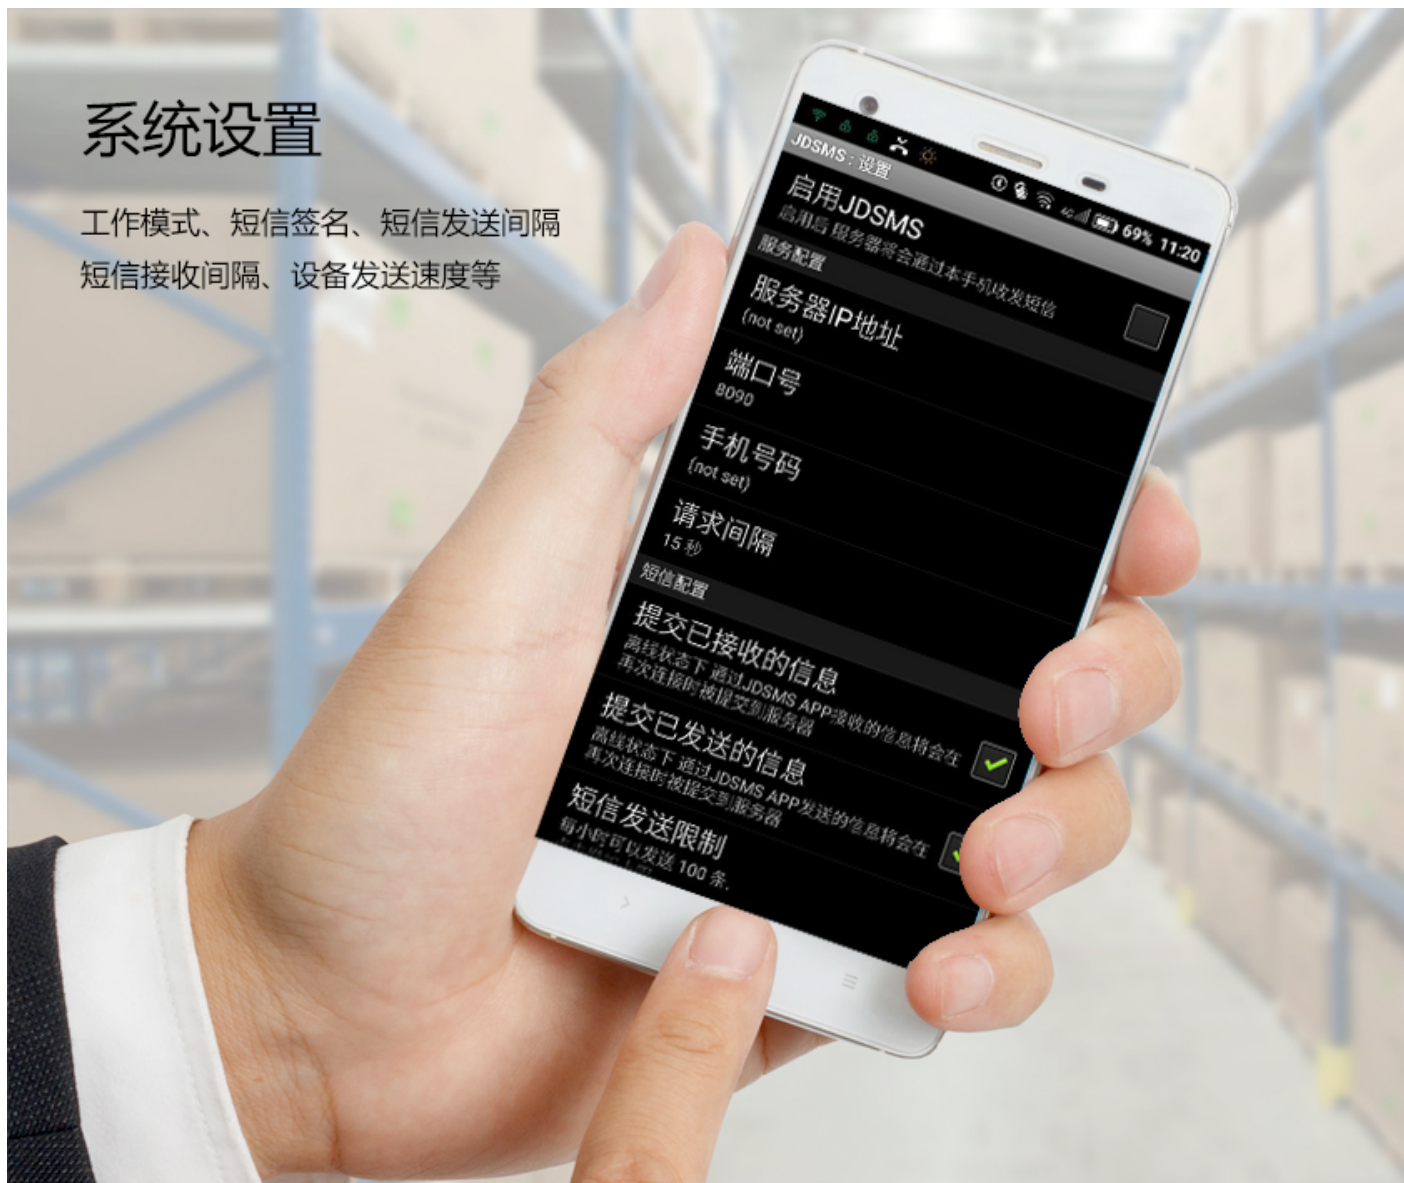 系统设置
工作模式、短信签名、短信发送间隔
短信接收间隔、设备发送速度等
69% 11:20
JDSMS : 设置
启用JDSMS
启用后 服务器将会通过本手机收发短信
服务配置
服务器IP地址
(not set)
端口号
8090
手机号码
(not set)
请求间隔
15 秒
短信配置
提交已接收的信息
离线状态下 通过JDSMS APP接收的信息将会在
再次连接时被提交到服务器
提交已发送的信息
离线状态下 通过JDSMS APP发送的信息将会在
再次连接时被提交到服务器
短信发送限制
每小时可以发送 100 条.